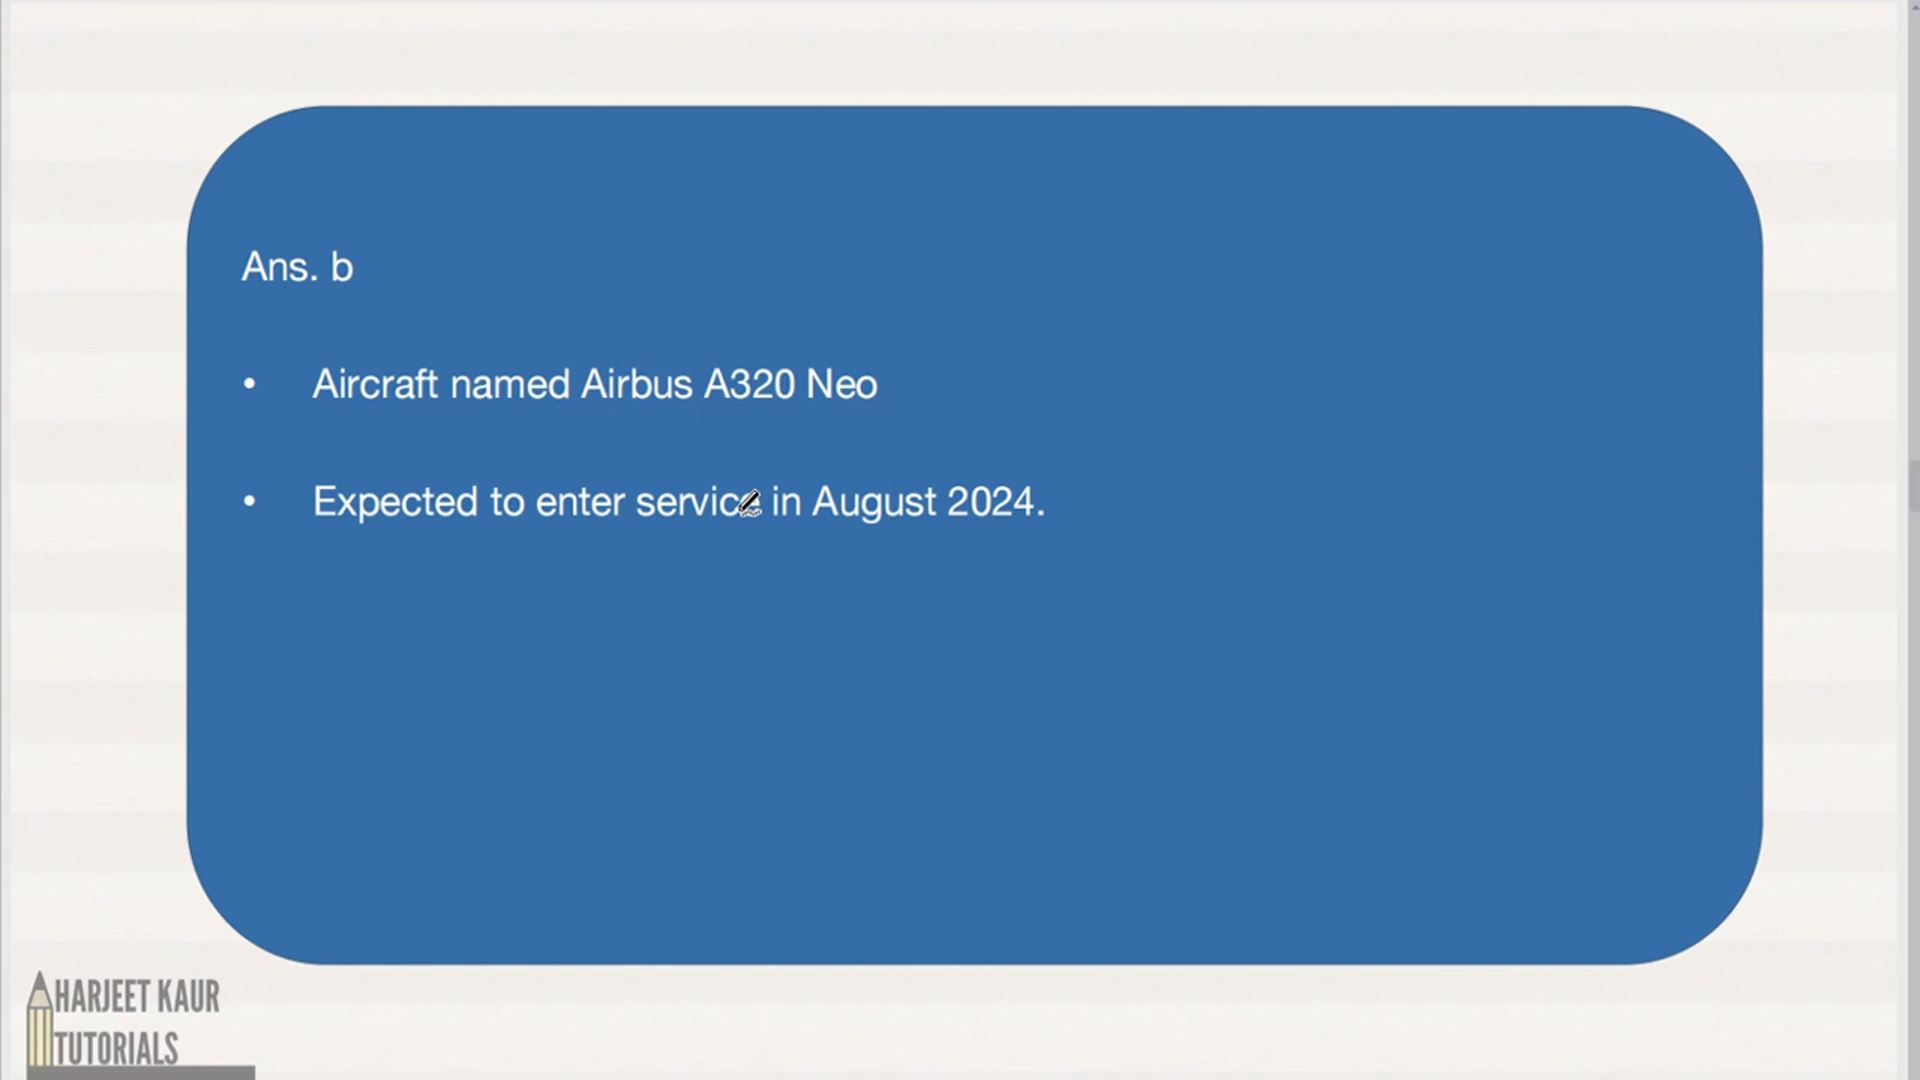 Ans. b
• Aircraft named Airbus A320 Neo
• Expected to enter service in August 2024.
HARJEET KAUR
TUTORIALS